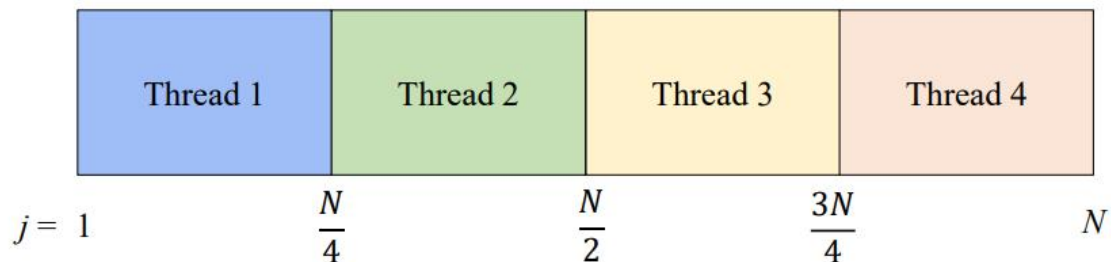 Thread 1 Thread 2 Thread 3 Thread 4
j = 1 N/4 N/2 3N/4 N